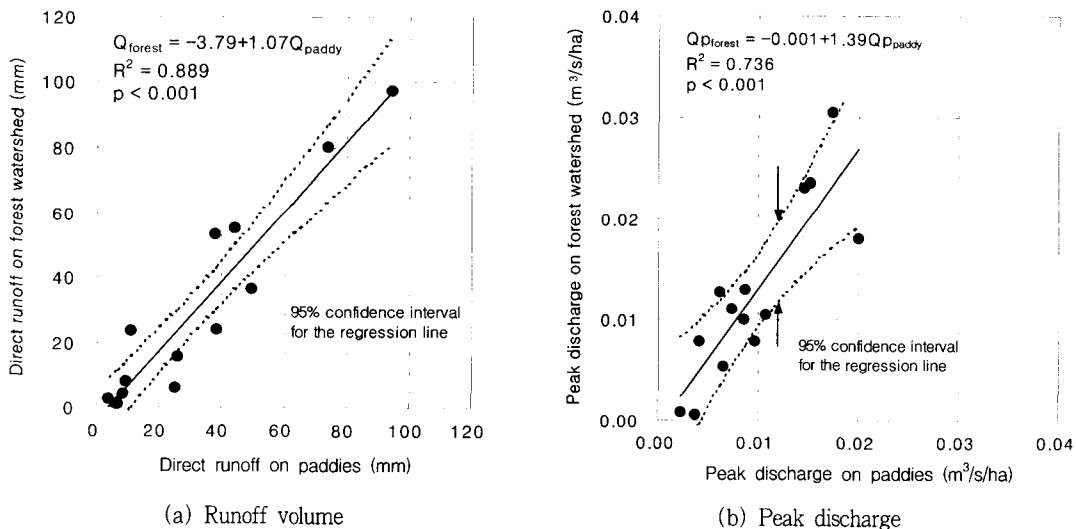 Q_forest = -3.79+1.07Q_paddy
R² = 0.889
p < 0.001
120
100
80
60
40
20
0
Direct runoff on forest watershed (mm)
95% confidence interval
for the regression line
0 20 40 60 80 100 120
Direct runoff on paddies (mm)
(a) Runoff volume
Qp_forest = -0.001+1.39Qp_paddy
R² = 0.736
p < 0.001
0.04
0.03
0.02
0.01
0.00
Peak discharge on forest watershed (m³/s/ha)
95% confidence interval
for the regression line
0.00 0.01 0.02 0.03 0.04
Peak discharge on paddies (m³/s/ha)
(b) Peak discharge